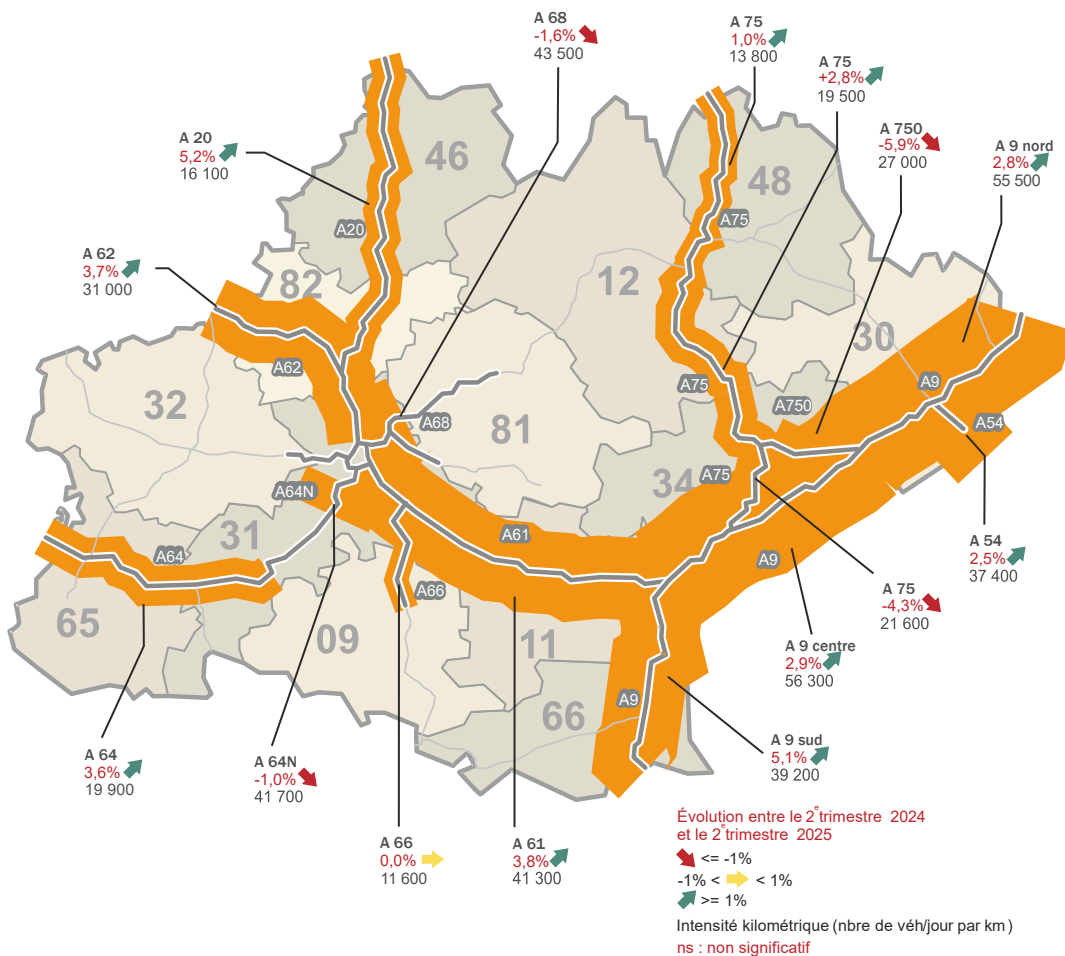 A 68
-1,6%
43 500
A 75
1,0%
13 800
A 75
+2,8%
19 500
A 750
-5,9%
27 000
A 9 nord
2,8%
55 500
A 20
5,2%
16 100
A 62
3,7%
31 000
46
48
12
82
30
32
81
34
31
65
09
11
66
A20
A75
A62
A75
A750
A9
A68
A54
A75
A64N
A61
A64
A9
A66
A9
A 54
2,5%
37 400
A 75
-4,3%
21 600
A 9 centre
2,9%
56 300
A 9 sud
5,1%
39 200
A 64
3,6%
19 900
A 64N
-1,0%
41 700
A 66
0,0%
11 600
A 61
3,8%
41 300
Évolution entre le 2e trimestre 2024
et le 2e trimestre 2025
<= -1%
-1% < < 1%
>= 1%
Intensité kilométrique (nbre de véh/jour par km)
ns : non significatif